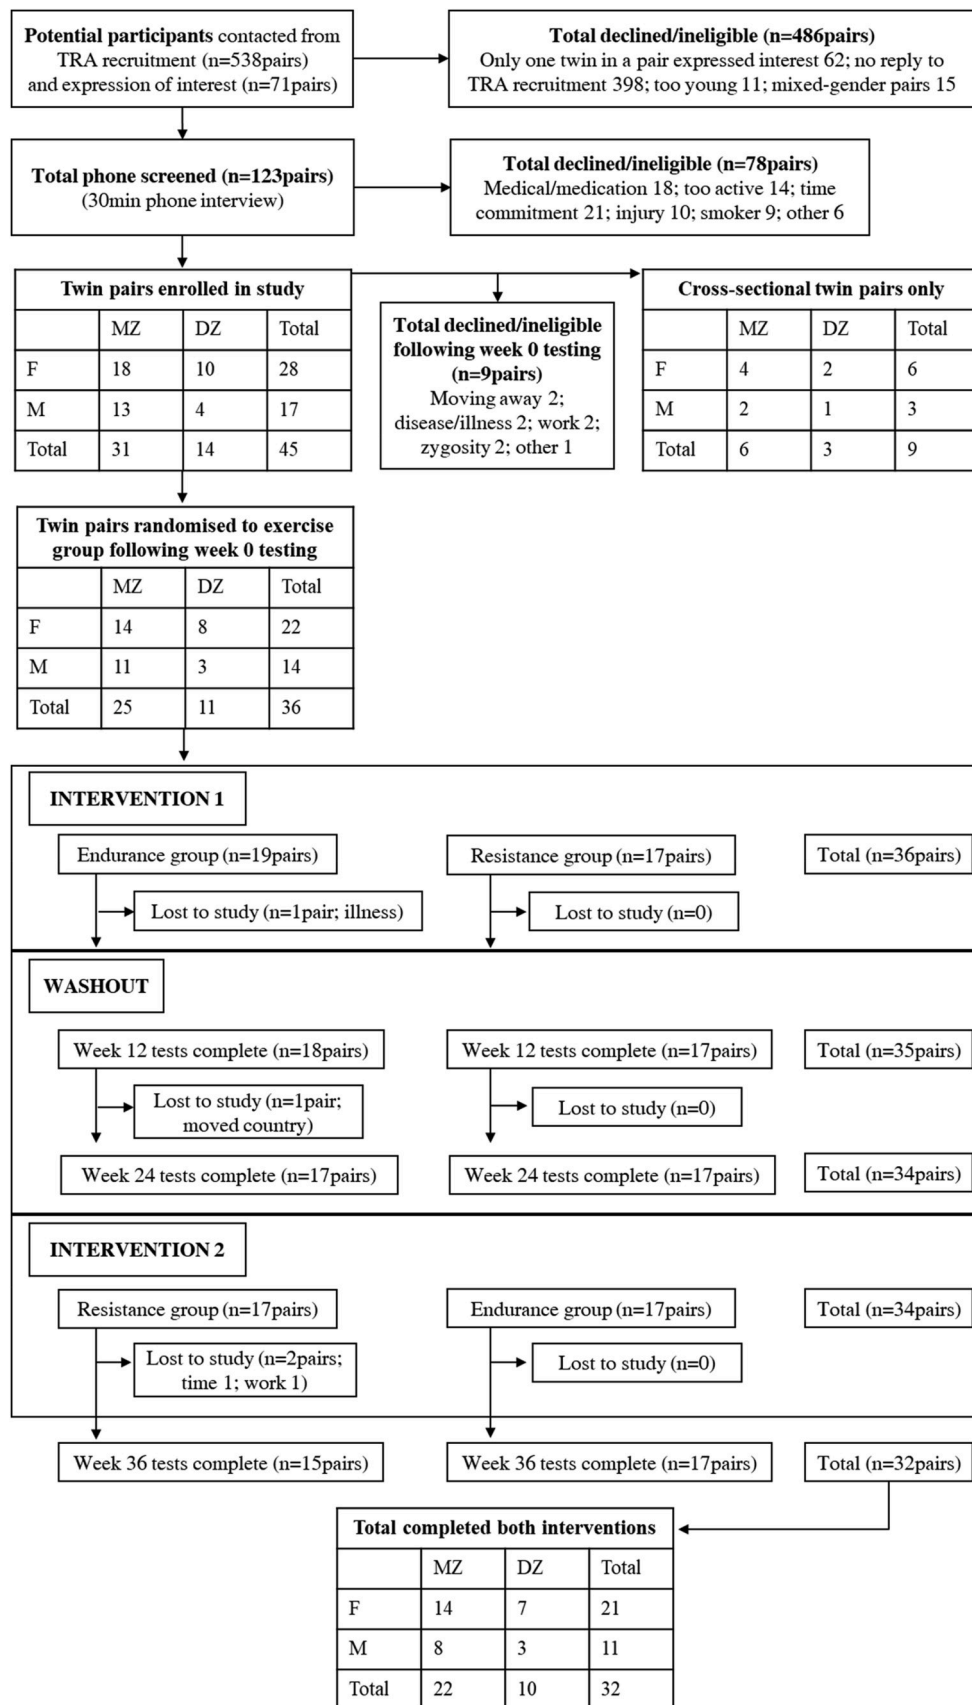 Potential participants contacted from
TRA recruitment (n=538pairs)
and expression of interest (n=71pairs)
Total declined/ineligible (n=486pairs)
Only one twin in a pair expressed interest 62; no reply to
TRA recruitment 398; too young 11; mixed-gender pairs 15
Total phone screened (n=123pairs)
(30min phone interview)
Total declined/ineligible (n=78pairs)
Medical/medication 18; too active 14; time
commitment 21; injury 10; smoker 9; other 6
Twin pairs enrolled in study
MZ DZ Total
F 18 10 28
M 13 4 17
Total 31 14 45
Total declined/ineligible
following week 0 testing
(n=9pairs)
Moving away 2;
disease/illness 2; work 2;
zygosity 2; other 1
Cross-sectional twin pairs only
MZ DZ Total
F 4 2 6
M 2 1 3
Total 6 3 9
Twin pairs randomised to exercise
group following week 0 testing
MZ DZ Total
F 14 8 22
M 11 3 14
Total 25 11 36
INTERVENTION 1
Endurance group (n=19pairs)
Resistance group (n=17pairs)
Total (n=36pairs)
Lost to study (n=1pair; illness)
Lost to study (n=0)
WASHOUT
Week 12 tests complete (n=18pairs)
Week 12 tests complete (n=17pairs)
Total (n=35pairs)
Lost to study (n=1pair;
moved country)
Lost to study (n=0)
Week 24 tests complete (n=17pairs)
Week 24 tests complete (n=17pairs)
Total (n=34pairs)
INTERVENTION 2
Resistance group (n=17pairs)
Endurance group (n=17pairs)
Total (n=34pairs)
Lost to study (n=2pairs;
time 1; work 1)
Lost to study (n=0)
Week 36 tests complete (n=15pairs)
Week 36 tests complete (n=17pairs)
Total (n=32pairs)
Total completed both interventions
MZ DZ Total
F 14 7 21
M 8 3 11
Total 22 10 32